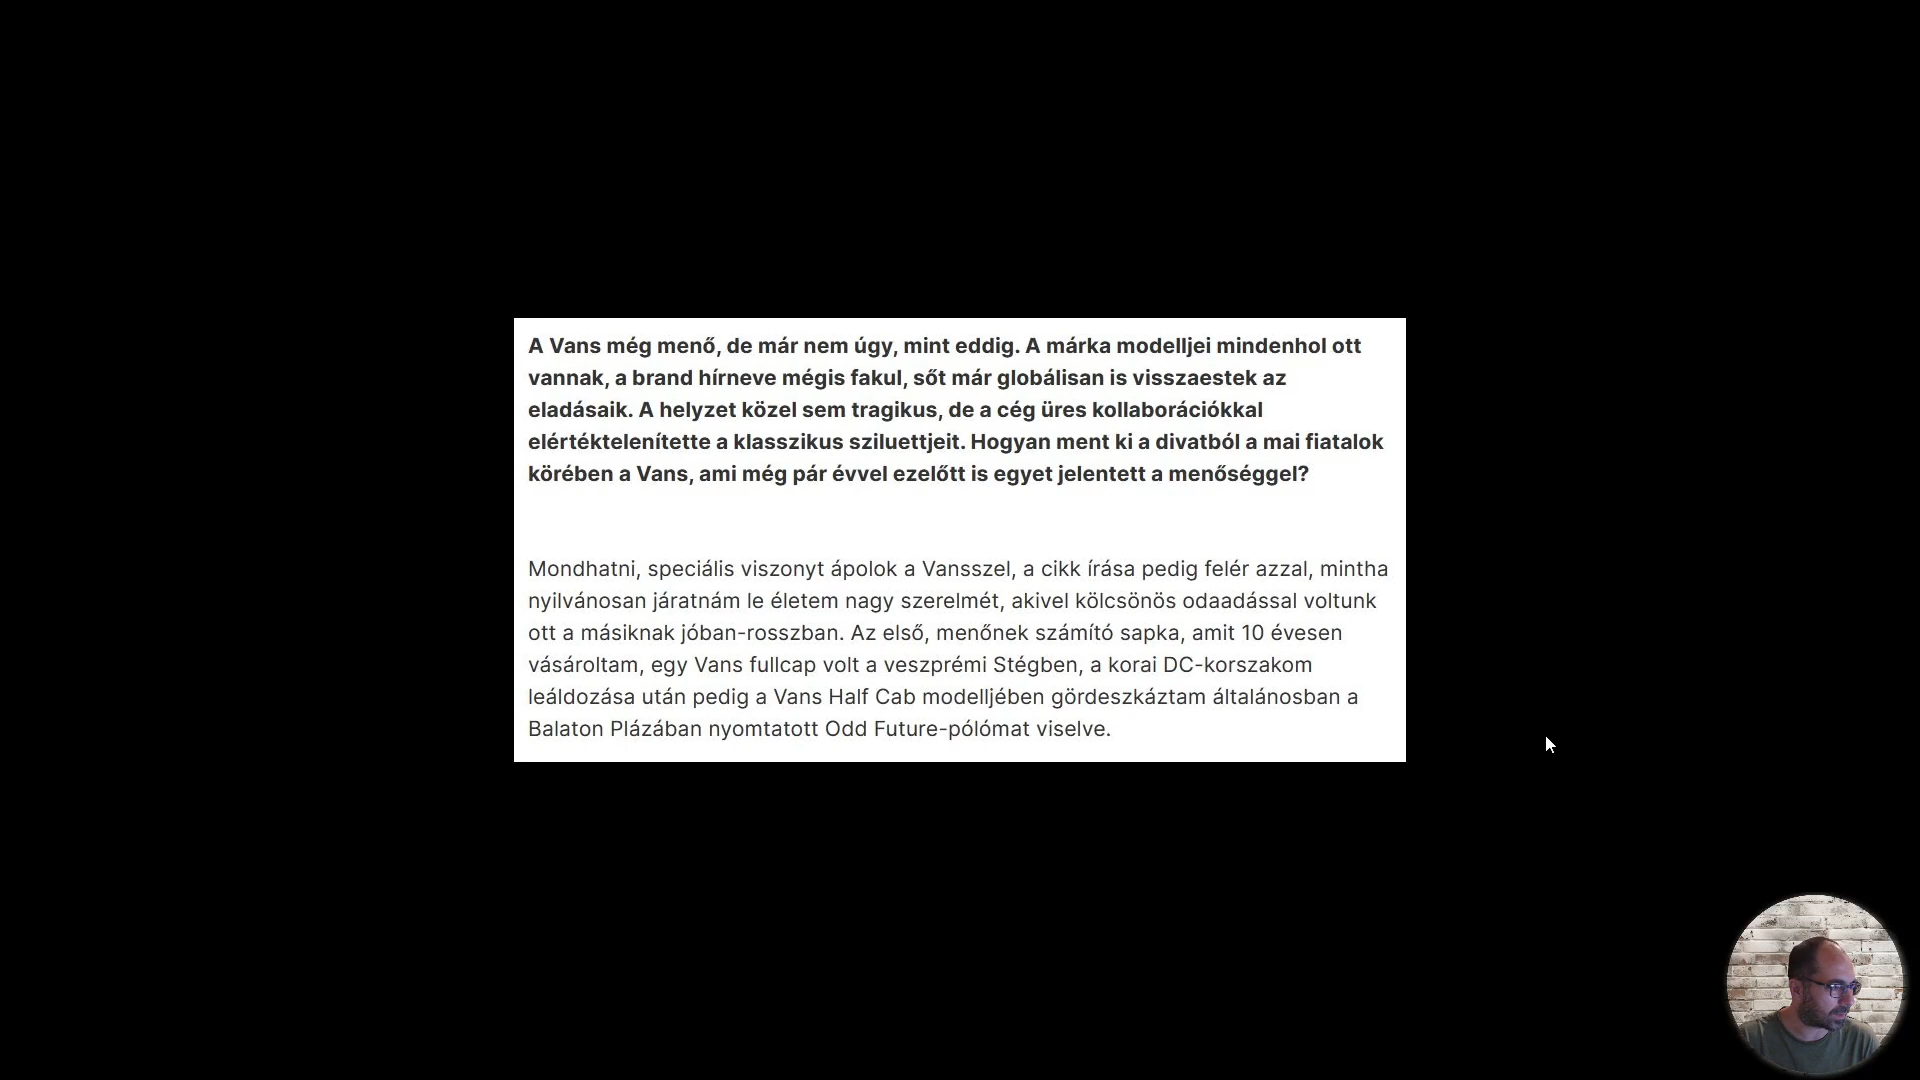 A Vans még menő, de már nem úgy, mint eddig. A márka modelljei mindenhol ott
vannak, a brand hírneve mégis fakul, sőt már globálisan is visszaestek az
eladásaik. A helyzet közel sem tragikus, de a cég üres kollaborációkkal
elértéktelenítette a klasszikus sziluettjeit. Hogyan ment ki a divatból a mai fiatalok
körében a Vans, ami még pár évvel ezelőtt is egyet jelentett a menőséggel?
Mondhatni, speciális viszonyt ápolok a Vansszel, a cikk írása pedig felér azzal, mintha
nyilvánosan járatnám le életem nagy szerelmét, akivel kölcsönös odaadással voltunk
ott a másiknak jóban-rosszban. Az első, menőnek számító sapka, amit 10 évesen
vásároltam, egy Vans fullcap volt a veszprémi Stégben, a korai DC-korszakom
leáldozása után pedig a Vans Half Cab modelljében gördeszkáztam általánosban a
Balaton Plázában nyomtatott Odd Future-pólómat viselve.